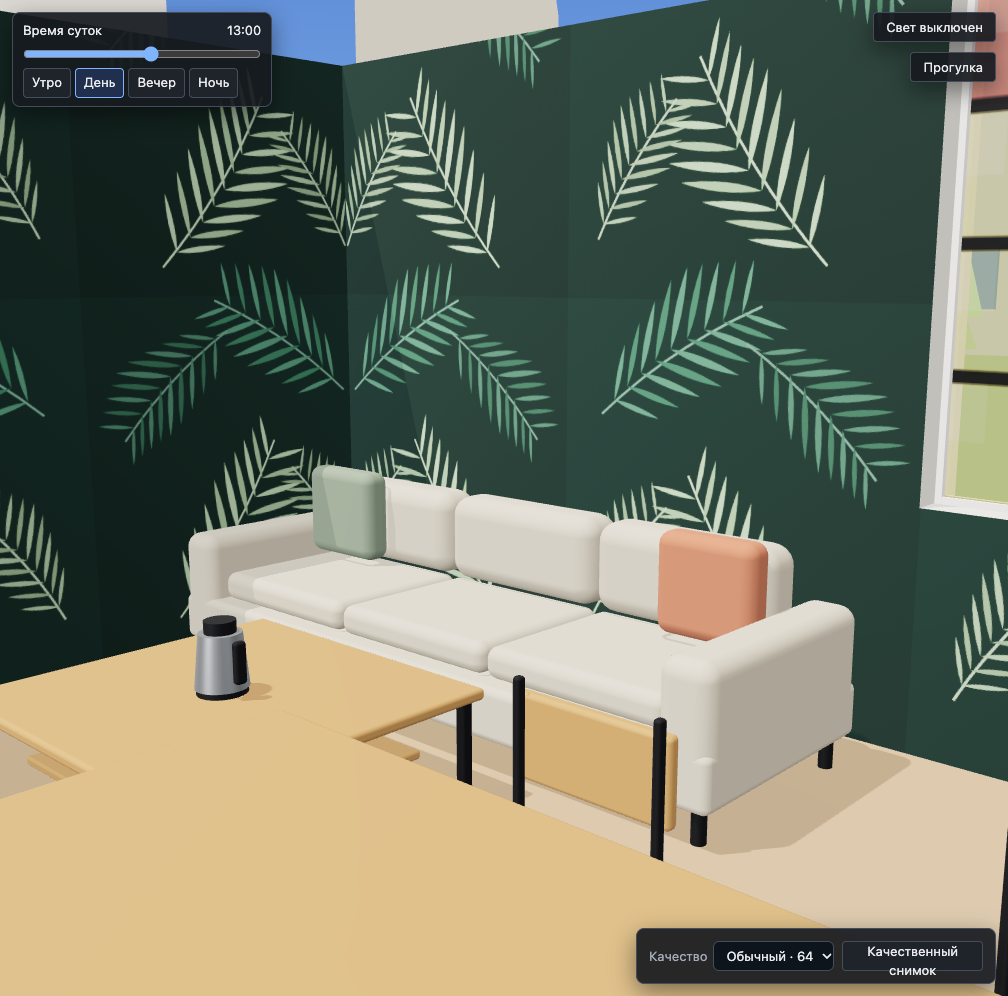 Время суток 13:00
Утро День Вечер Ночь
Свет выключен
Прогулка
Качество Обычный · 64 Качественный
снимок